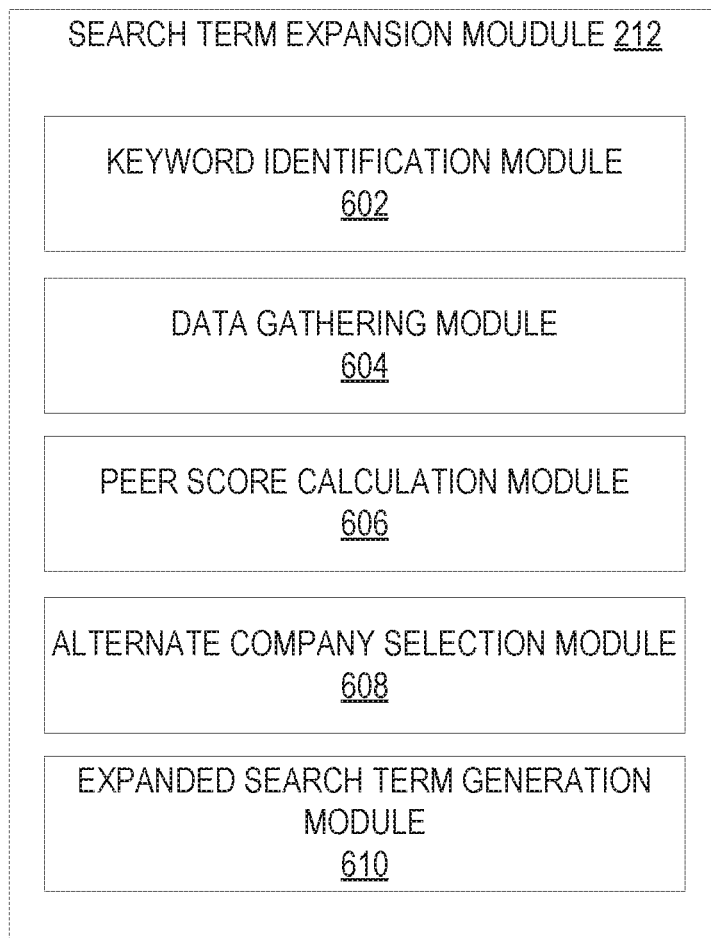 SEARCH TERM EXPANSION MOUDULE 212
KEYWORD IDENTIFICATION MODULE
602
DATA GATHERING MODULE
604
PEER SCORE CALCULATION MODULE
606
ALTERNATE COMPANY SELECTION MODULE
608
EXPANDED SEARCH TERM GENERATION
MODULE
610